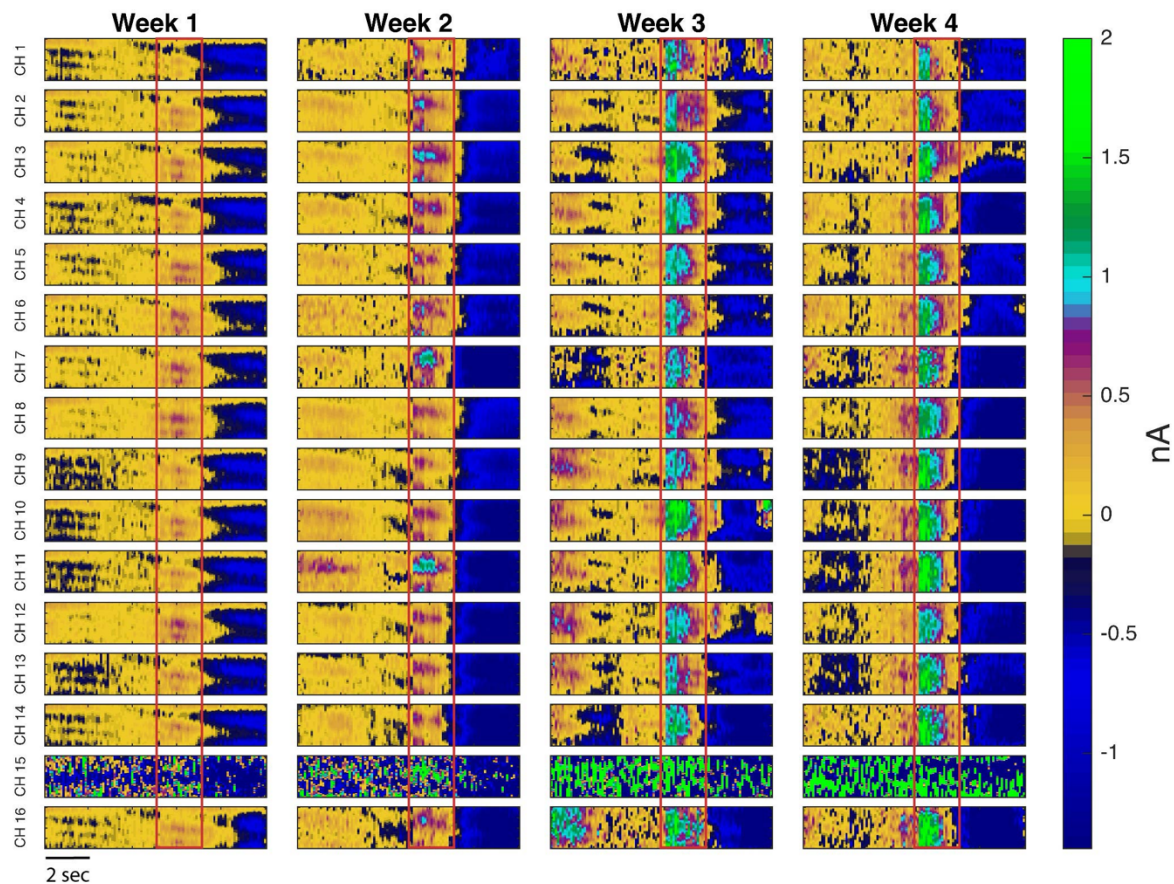 Week 1 Week 2 Week 3 Week 4
CH 1
CH 2
CH 3
CH 4
CH 5
CH 6
CH 7
CH 8
CH 9
CH 10
CH 11
CH 12
CH 13
CH 14
CH 15
CH 16
2 sec
2
1.5
1
0.5
0
-0.5
-1
nA